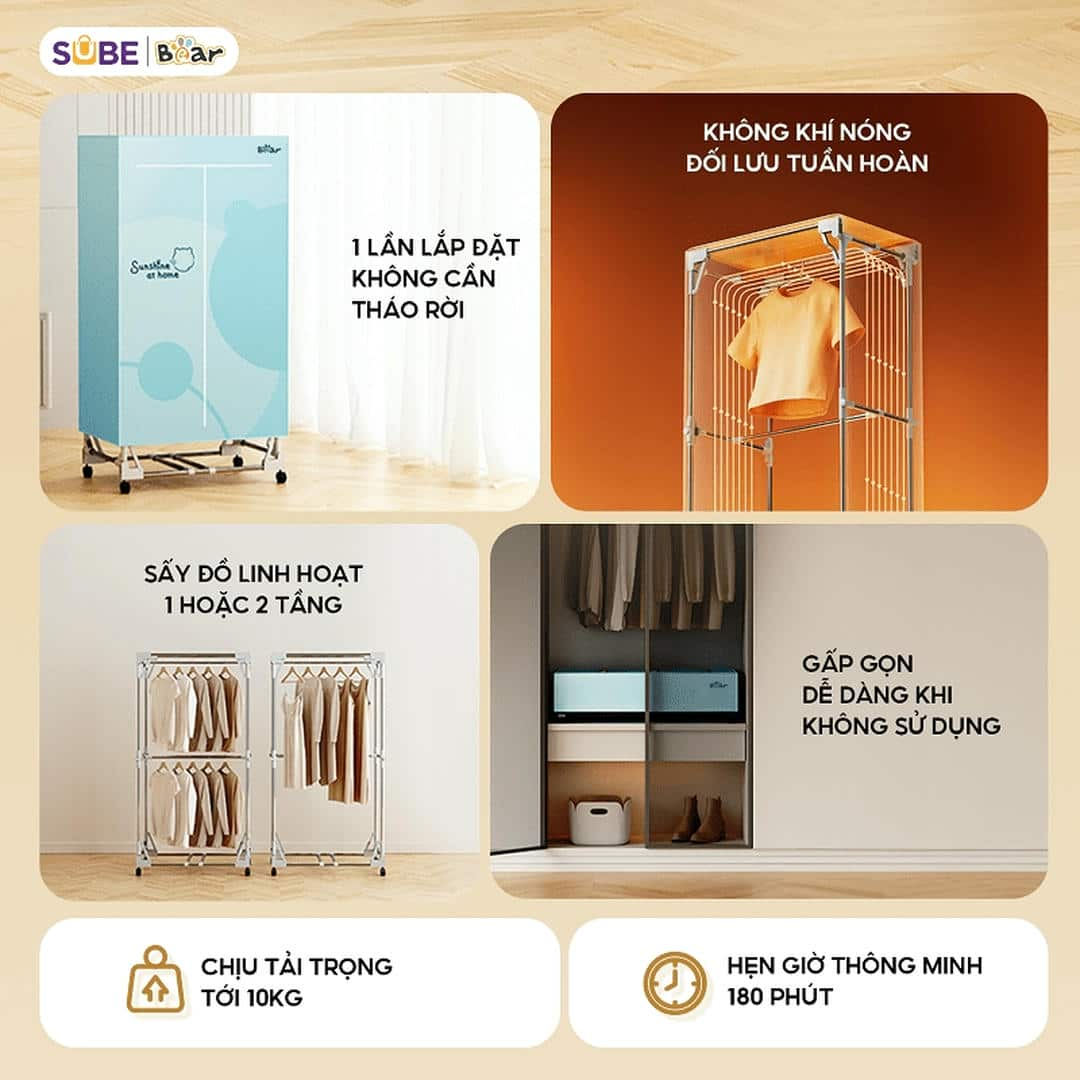 SUBE | Bear
Bear
Sunshine
at home
1 LẦN LẮP ĐẶT
KHÔNG CẦN
THÁO RỜI
KHÔNG KHÍ NÓNG
ĐỐI LƯU TUẦN HOÀN
SẤY ĐỒ LINH HOẠT
1 HOẶC 2 TẦNG
Bear
GẤP GỌN
DỄ DÀNG KHI
KHÔNG SỬ DỤNG
CHỊU TẢI TRỌNG
TỚI 10KG
HẸN GIỜ THÔNG MINH
180 PHÚT